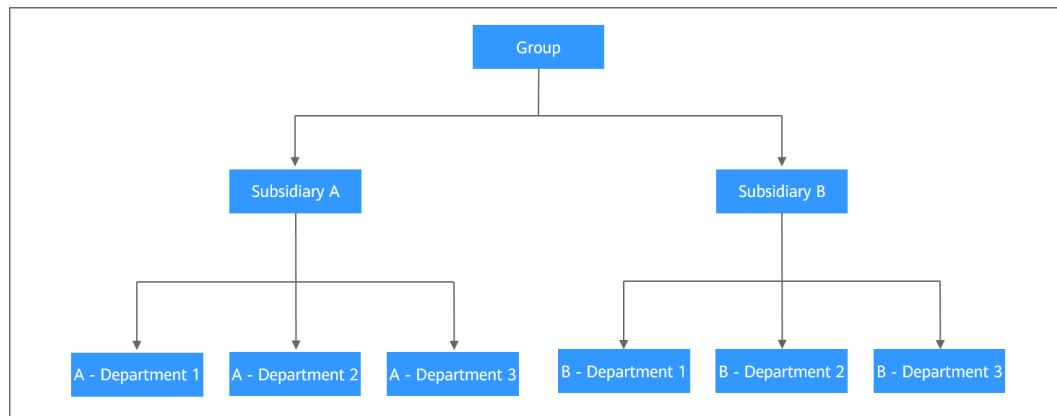 Group
Subsidiary A
Subsidiary B
A - Department 1
A - Department 2
A - Department 3
B - Department 1
B - Department 2
B - Department 3